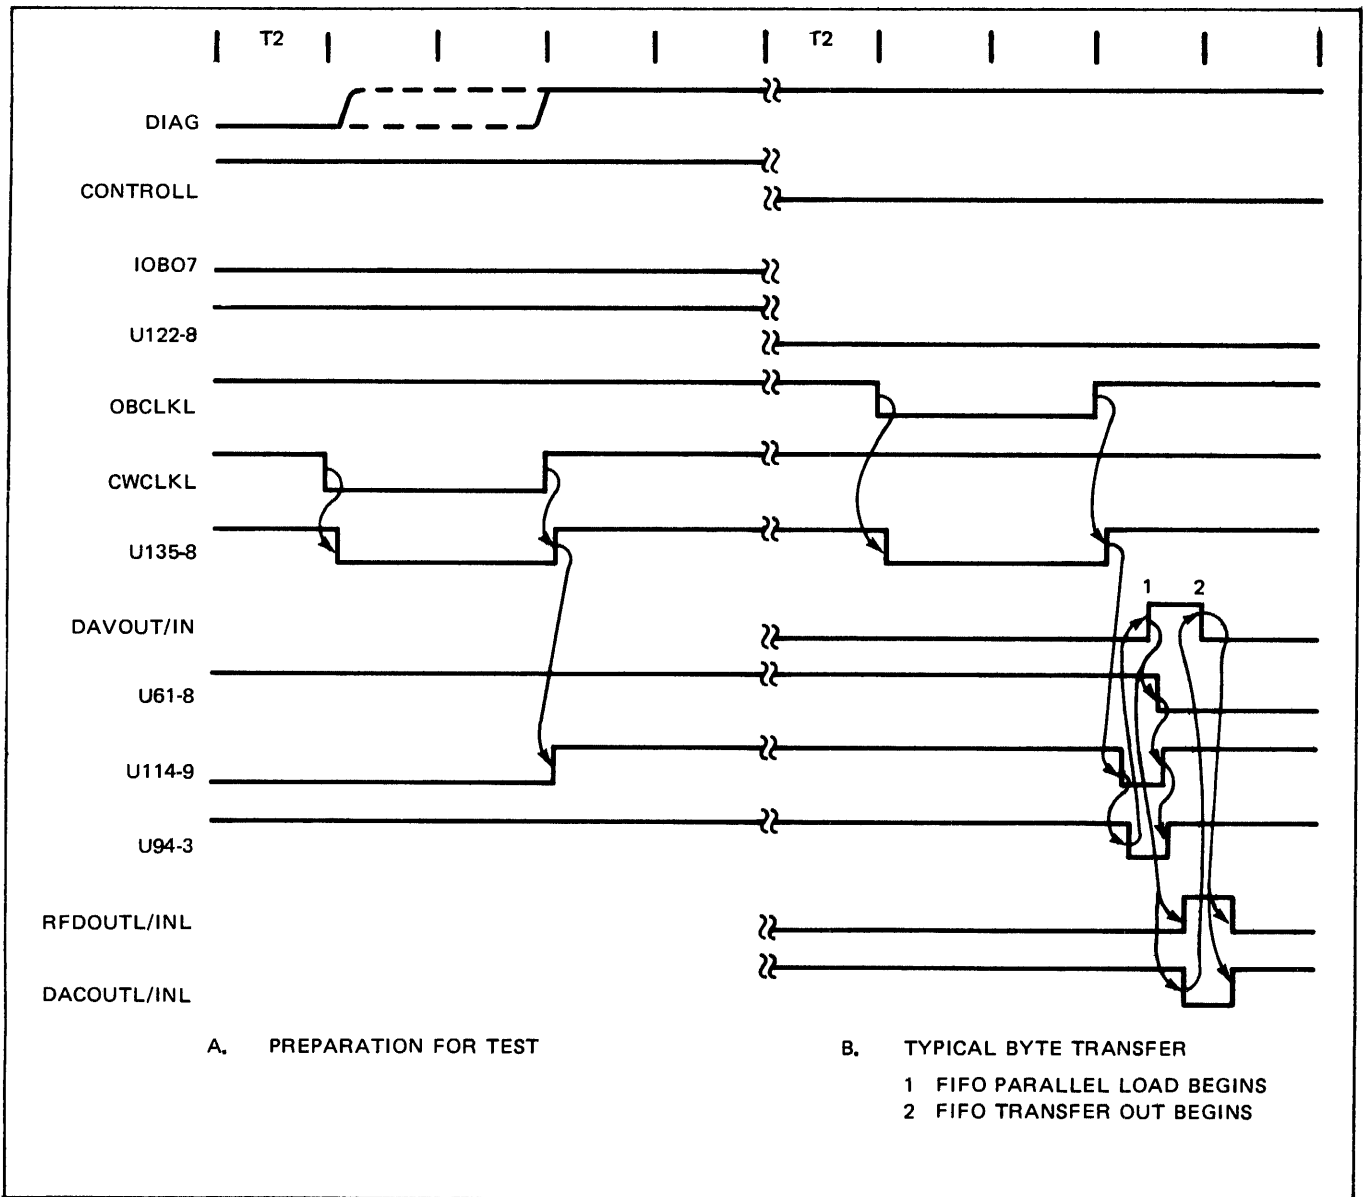 T2 T2
DIAG
CONTROLL
IOBO7
U122-8
OBCLKL
CWCLKL
U135-8
1 2
DAVOUT/IN
U61-8
U114-9
U94-3
RFDOUTL/INL
DACOUTL/INL
A. PREPARATION FOR TEST
B. TYPICAL BYTE TRANSFER
1 FIFO PARALLEL LOAD BEGINS
2 FIFO TRANSFER OUT BEGINS